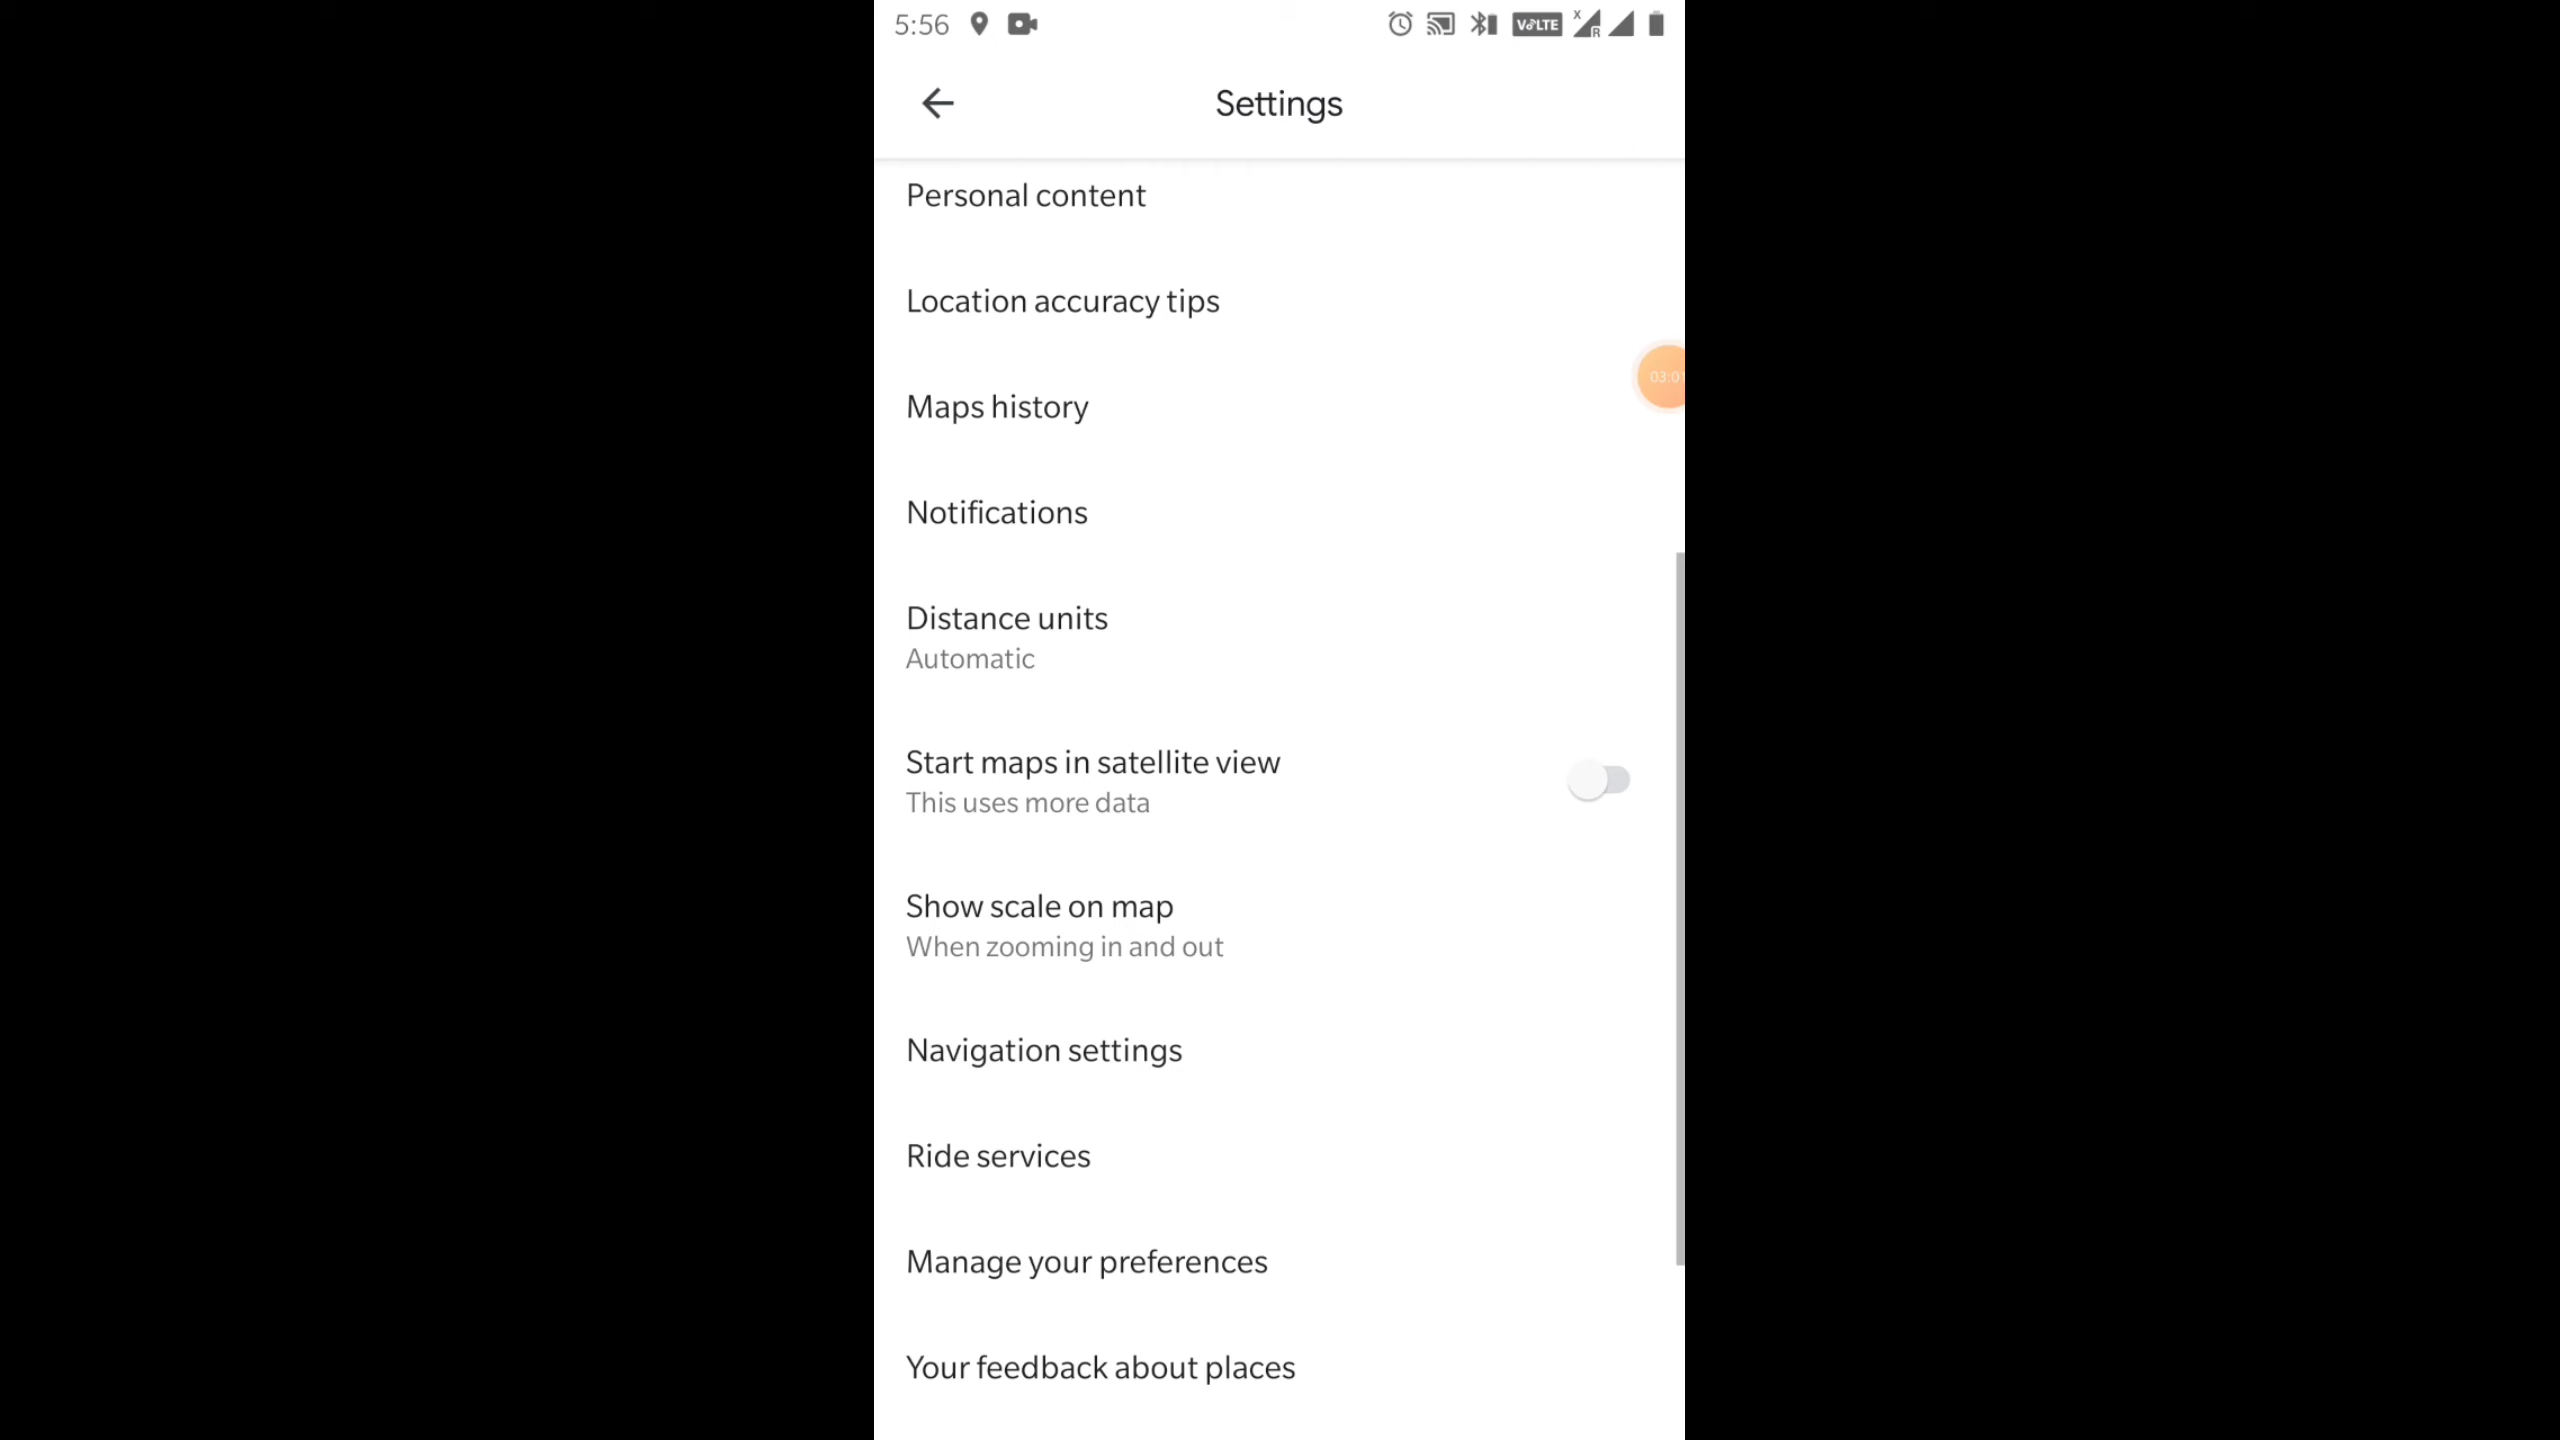 5:56
VoLTE
X
R
Settings
Personal content
Location accuracy tips
Maps history
Notifications
Distance units
Automatic
Start maps in satellite view
This uses more data
Show scale on map
When zooming in and out
Navigation settings
Ride services
Manage your preferences
Your feedback about places